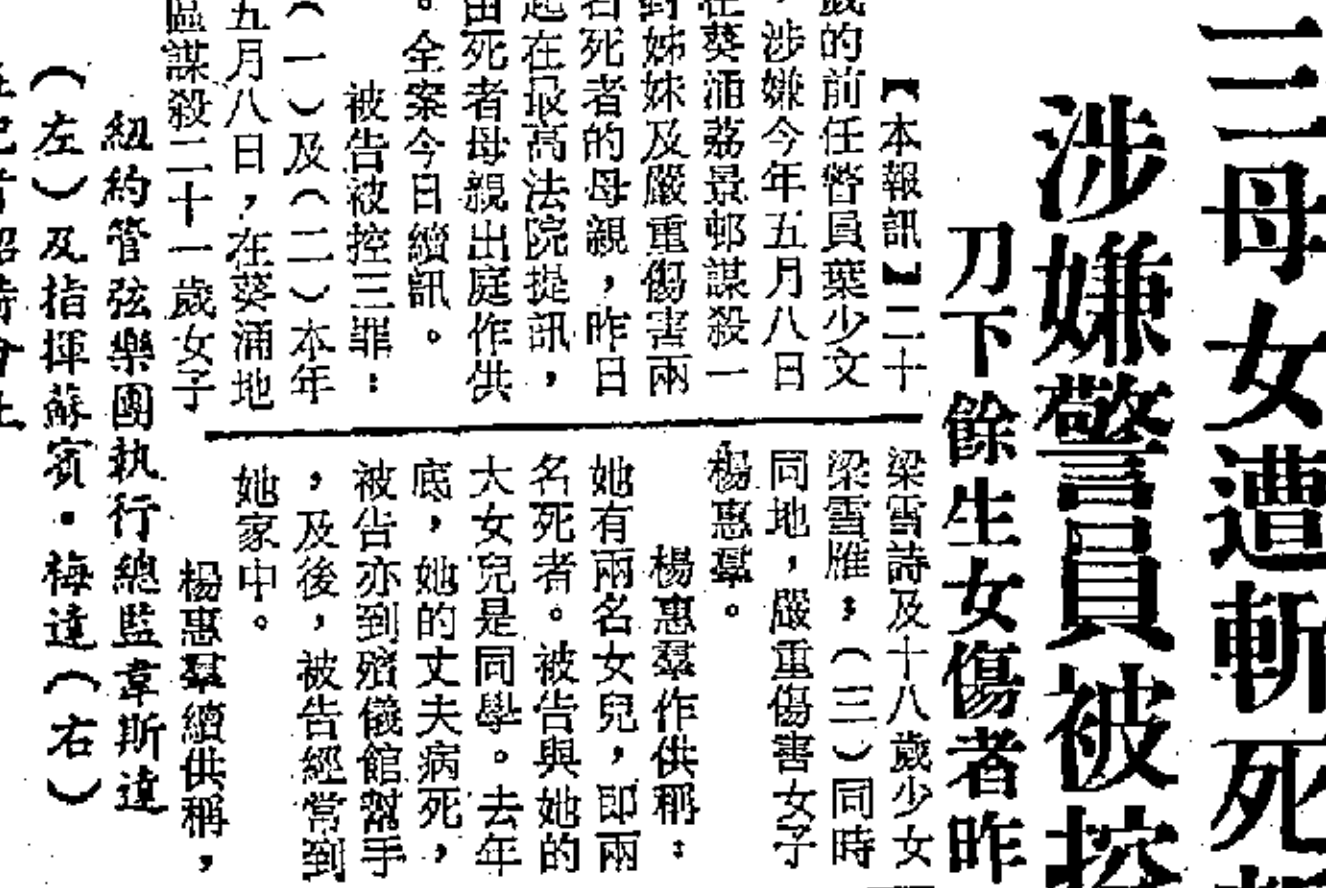 三母女遭斬死
涉嫌警員被控
刀下餘生女傷者昨
【本報訊】二十
歲的前任警員葉少文
，涉嫌今年五月八日
在葵涌荔景邨謀殺一
對姊妹及嚴重傷害兩
名死者的母親，昨日
起在最高法院提訊，
由死者母親出庭作供
。全案今日續訊。
被告被控三罪：
（一）及（二）本年
五月八日，在葵涌地
區謀殺二十一歲女子
梁雪詩及十八歲少女
梁雪雁；（三）同時
同地，嚴重傷害女子
楊惠羣。
楊惠羣作供稱：
她有兩名女兒，即兩
名死者。被告與她的
大女兒是同學。去年
底，她的丈夫病死，
被告亦到殯儀館幫手
，及後，被告經常到
她家中。
楊惠羣續供稱，
紐約管弦樂團執行總監韋斯達
（左）及指揮蘇賓·梅達（右）